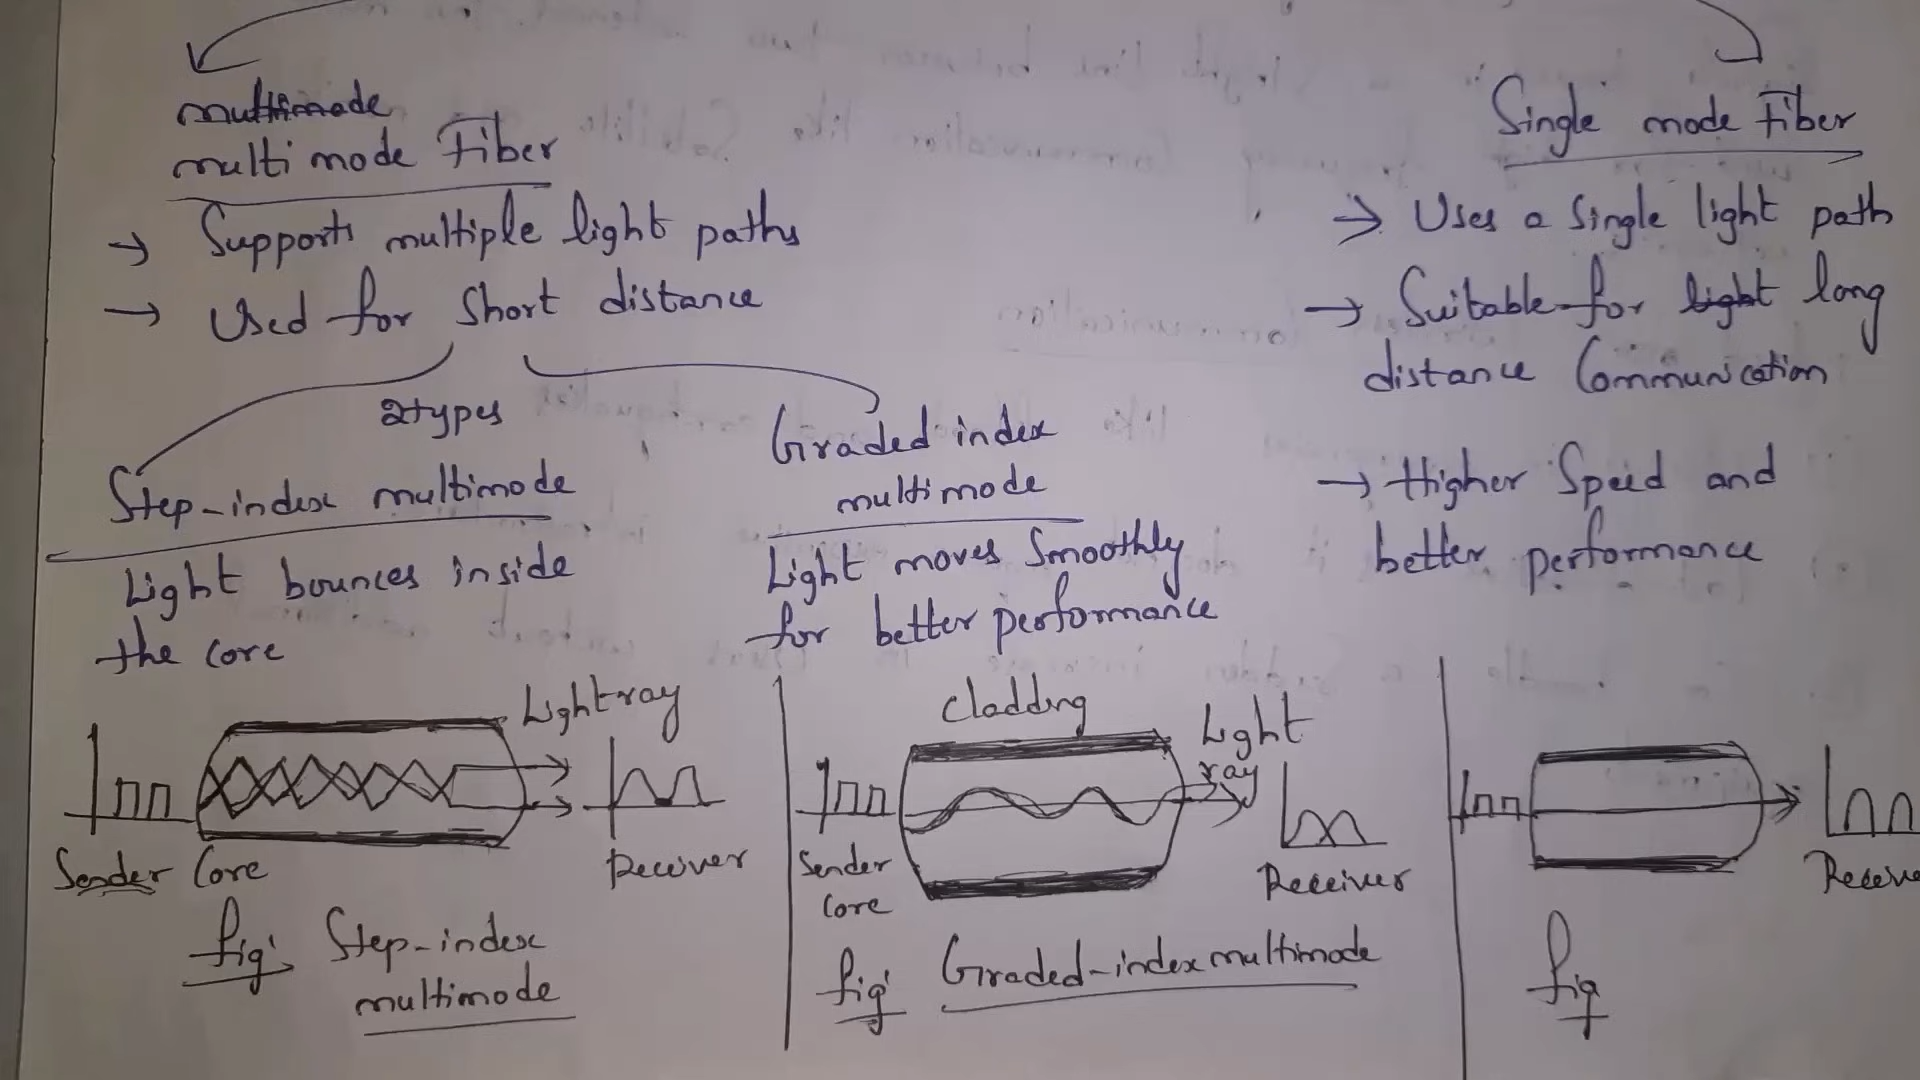 multimode
multi mode Fiber
→ Supports multiple light paths
→ Used for Short distance
2types
Step-index multimode
Light bounces inside
the core
Graded index
multimode
Light moves Smoothly
for better performance
Single mode Fiber
→ Uses a Single light path
→ Suitable for light long
distance Communication
→ Higher Speed and
better performance
Light ray
Sender Core
Receiver
fig: Step-index
multimode
Cladding
Light
ray
Sender
Core
Receiver
fig: Graded-index multimode
Receive
fig